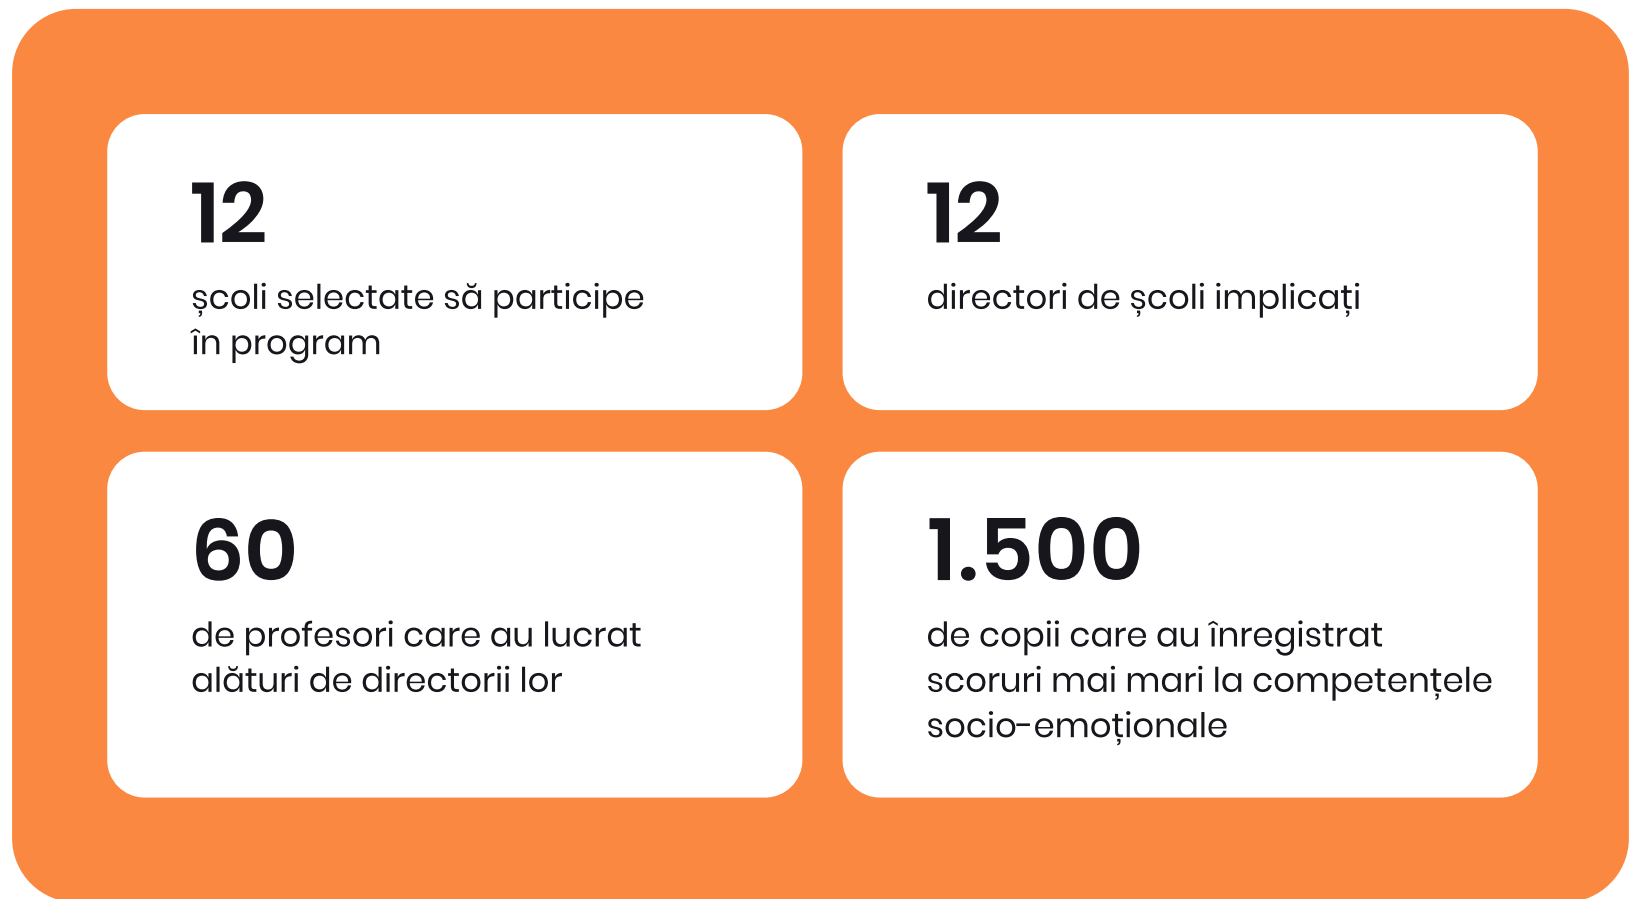 12
școli selectate să participe
în program
12
directori de școli implicați
60
de profesori care au lucrat
alături de directorii lor
1.500
de copii care au înregistrat
scoruri mai mari la competențele
socio-emoționale